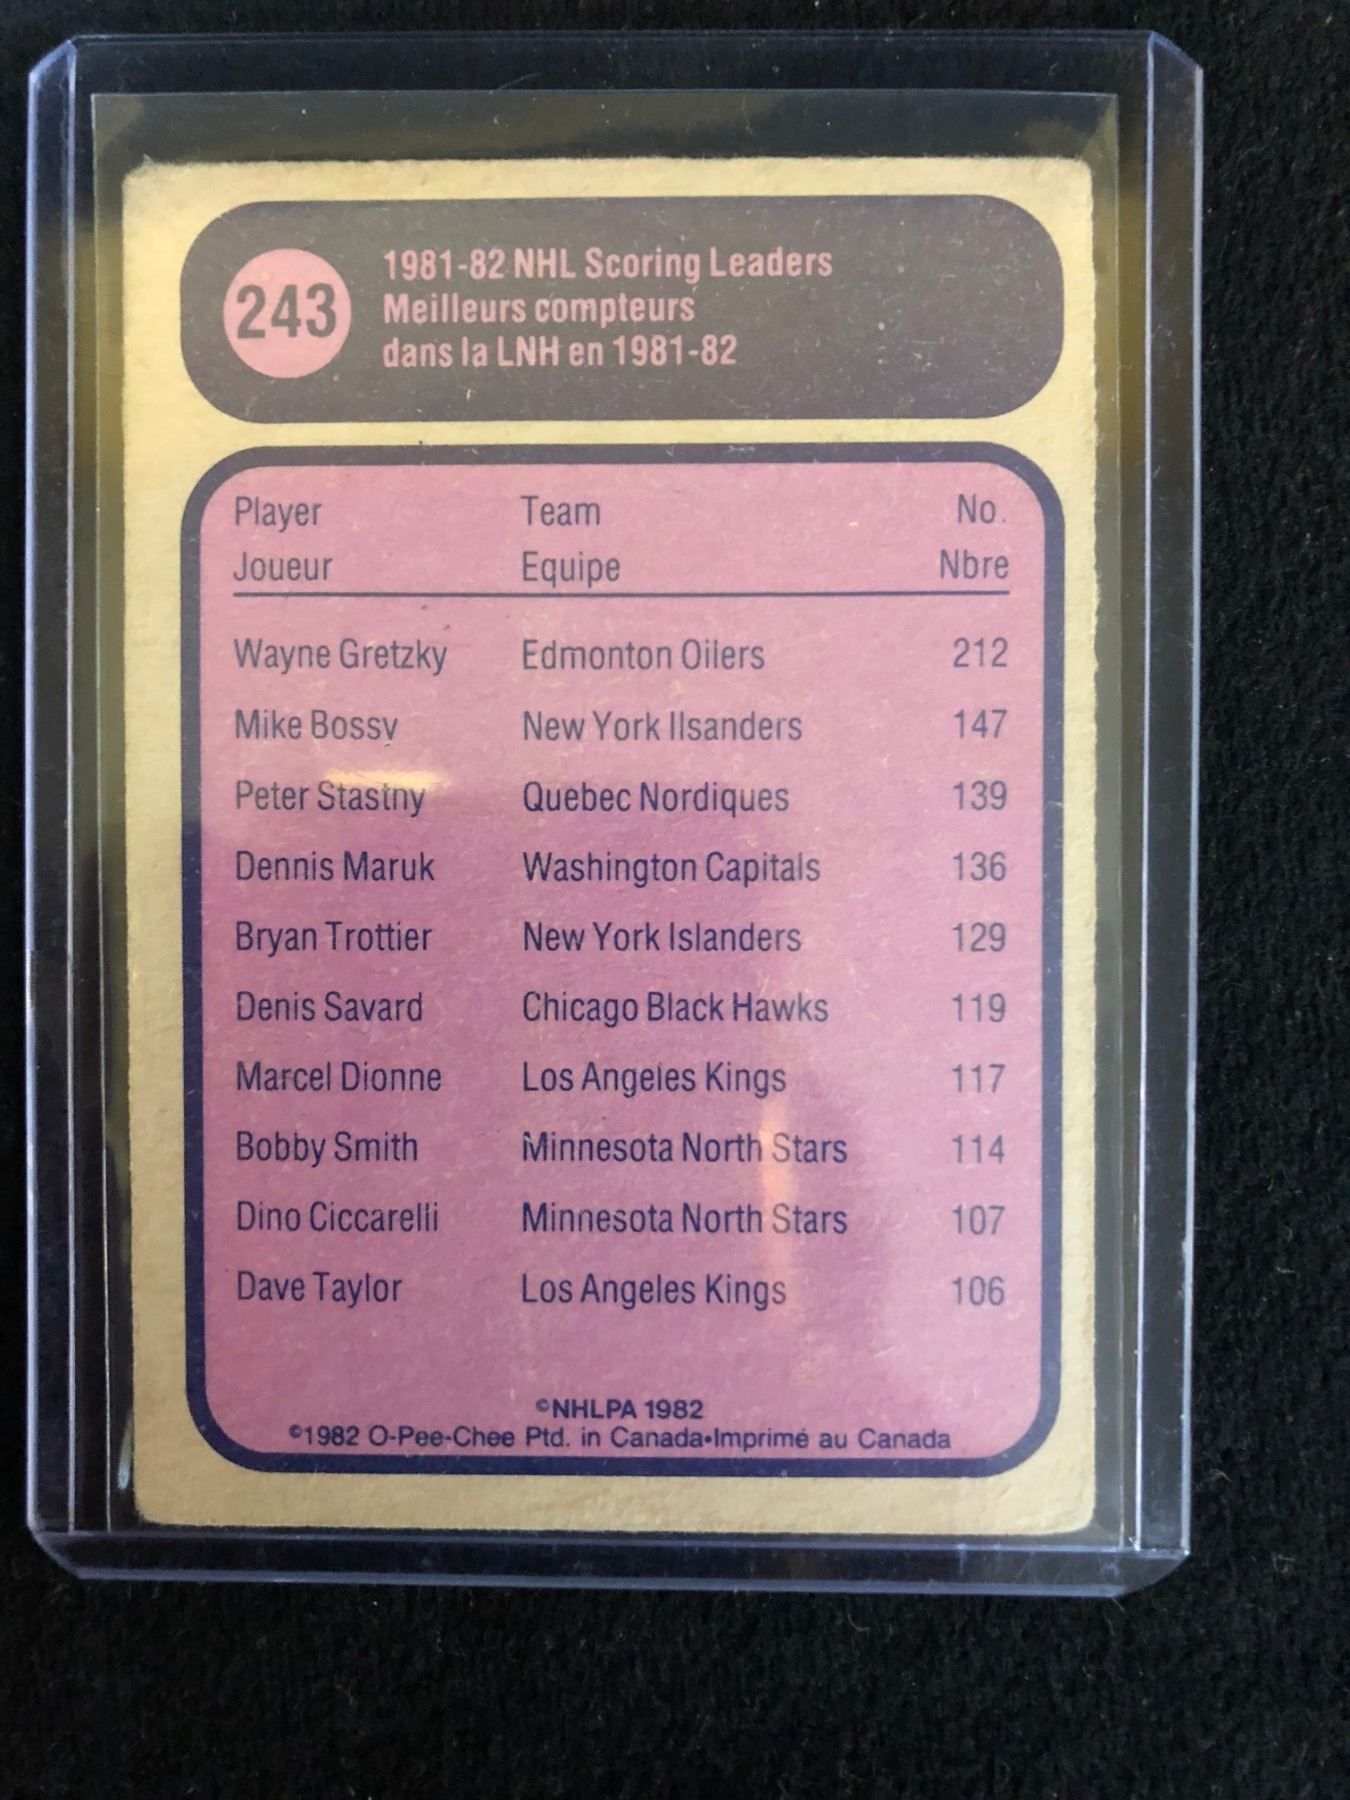 243
1981-82 NHL Scoring Leaders
Meilleurs compteurs
dans la LNH en 1981-82
Player Team No.
Joueur Equipe Nbre
Wayne Gretzky Edmonton Oilers 212
Mike Bossy New York Ilsanders 147
Peter Stastny Quebec Nordiques 139
Dennis Maruk Washington Capitals 136
Bryan Trottier New York Islanders 129
Denis Savard Chicago Black Hawks 119
Marcel Dionne Los Angeles Kings 117
Bobby Smith Minnesota North Stars 114
Dino Ciccarelli Minnesota North Stars 107
Dave Taylor Los Angeles Kings 106
©NHLPA 1982
©1982 O-Pee-Chee Ptd. in Canada•Imprimé au Canada